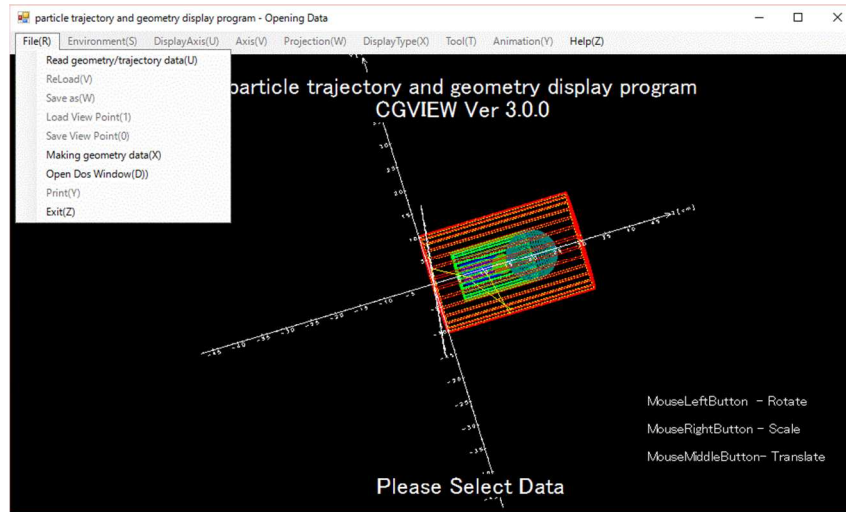 particle trajectory and geometry display program - Opening Data
File(R) Environment(S) DisplayAxis(U) Axis(V) Projection(W) DisplayType(X) Tool(T) Animation(Y) Help(Z)
Read geometry/trajectory data(U)
ReLoad(V)
Save as(W)
Load View Point(1)
Save View Point(0)
Making geometry data(X)
Open Dos Window(D))
Print(Y)
Exit(Z)
particle trajectory and geometry display program
CGVIEW Ver 3.0.0
MouseLeftButton - Rotate
MouseRightButton - Scale
MouseMiddleButton- Translate
Please Select Data